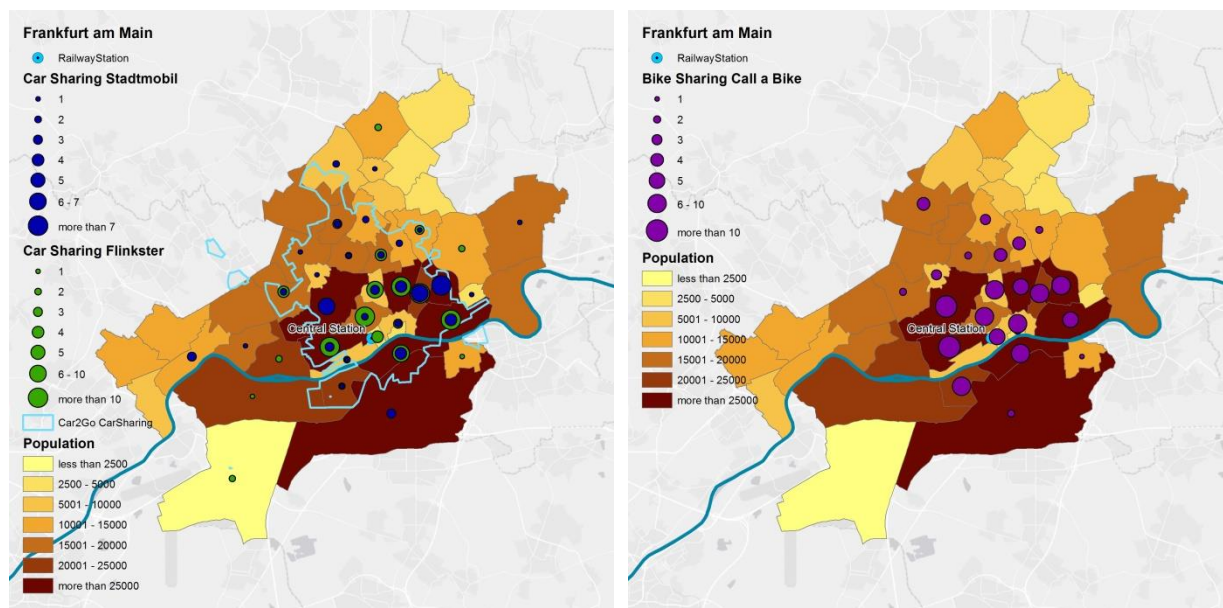 Frankfurt am Main
RailwayStation
Car Sharing Stadtmobil
1
2
3
4
5
6 - 7
more than 7
Car Sharing Flinkster
1
2
3
4
5
6 - 10
more than 10
Car2Go CarSharing
Population
less than 2500
2500 - 5000
5001 - 10000
10001 - 15000
15001 - 20000
20001 - 25000
more than 25000
Central Station
Frankfurt am Main
RailwayStation
Bike Sharing Call a Bike
1
2
3
4
5
6 - 10
more than 10
Population
less than 2500
2500 - 5000
5001 - 10000
10001 - 15000
15001 - 20000
20001 - 25000
more than 25000
Central Station